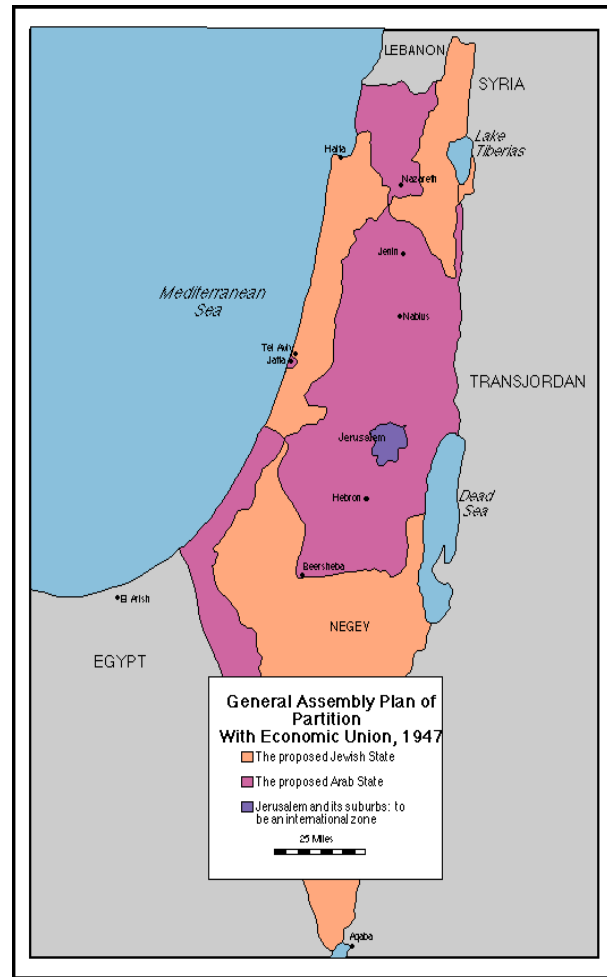 LEBANON
SYRIA
Lake
Tiberias
Haifa
Nazareth
Jenin
Mediterranean
Sea
Nablus
Tel Aviv
Jaffa
TRANSJORDAN
Jerusalem
Dead
Sea
Hebron
Beersheba
El Arish
NEGEY
EGYPT
General Assembly Plan of
Partition
With Economic Union, 1947
The proposed Jewish State
The proposed Arab State
Jerusalem and its suburbs: to
be an international zone
25 Miles
Aqaba